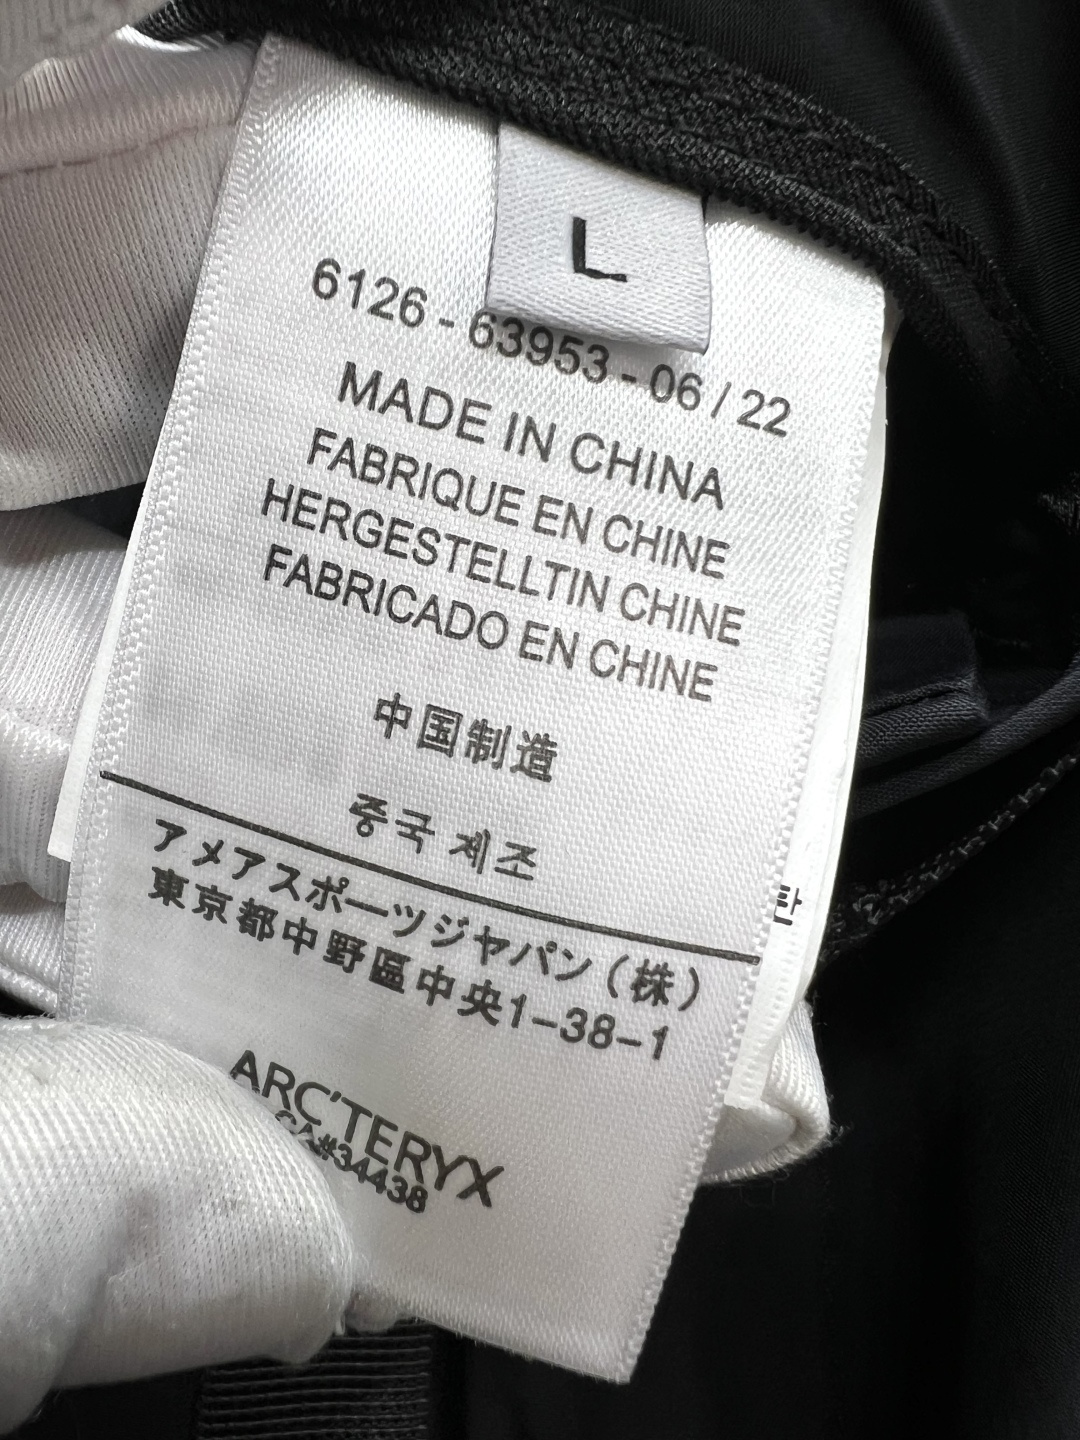 L
6126 - 63953 - 06 / 22
MADE IN CHINA
FABRIQUE EN CHINE
HERGESTELLTIN CHINE
FABRICADO EN CHINE
中国制造
중국 제조
アメアスポーツジヤパン（株）
東京都中野區中央1-38-1
ARC'TERYX
CA#34438